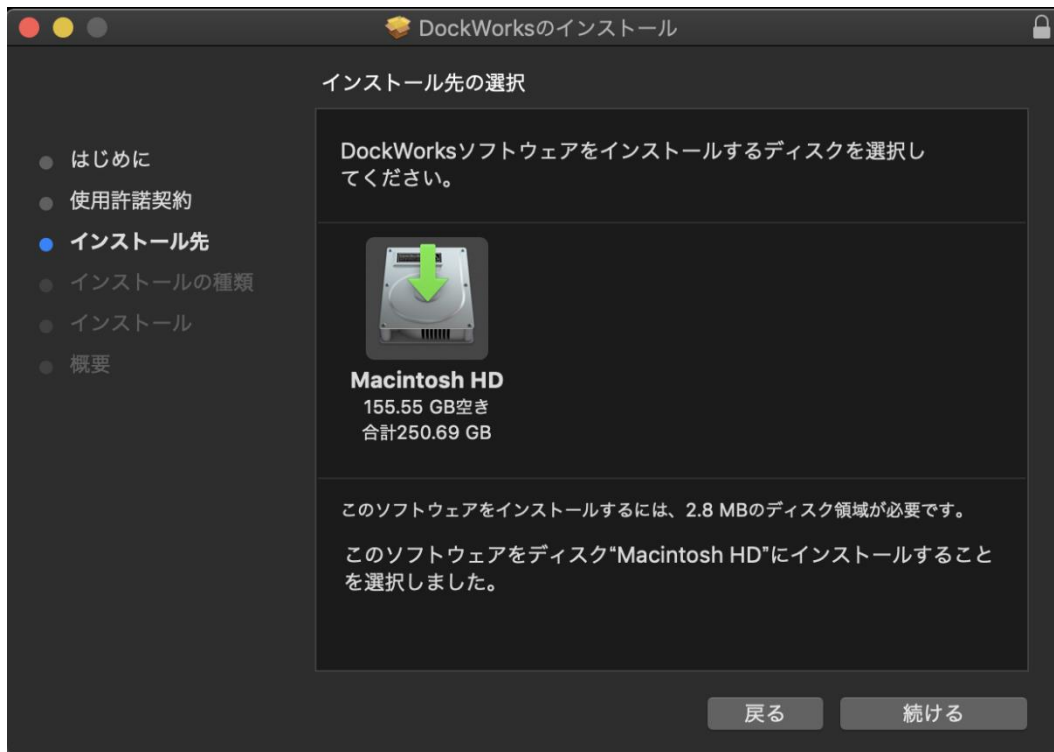 DockWorksのインストール
インストール先の選択
はじめに
使用許諾契約
インストール先
インストールの種類
インストール
概要
DockWorksソフトウェアをインストールするディスクを選択し
てください。
Macintosh HD
155.55 GB空き
合計250.69 GB
このソフトウェアをインストールするには、2.8 MBのディスク領域が必要です。
このソフトウェアをディスク“Macintosh HD”にインストールすること
を選択しました。
戻る
続ける